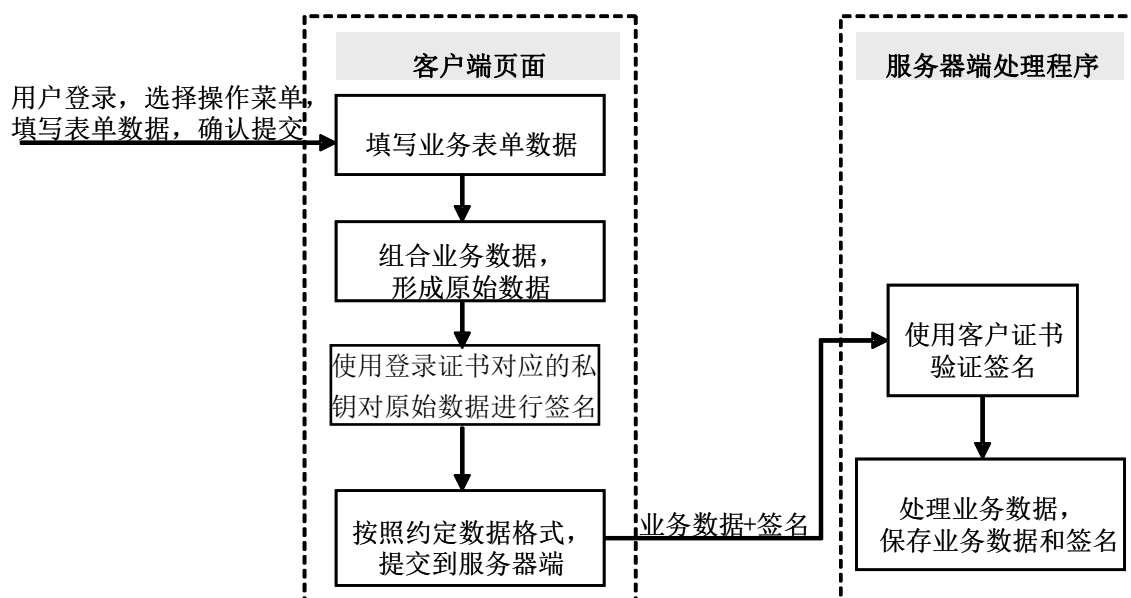 客户端页面
服务器端处理程序
用户登录，选择操作菜单，
填写表单数据，确认提交
填写业务表单数据
组合业务数据，
形成原始数据
使用登录证书对应的私
钥对原始数据进行签名
按照约定数据格式，
提交到服务器端
业务数据+签名
使用客户证书
验证签名
处理业务数据，
保存业务数据和签名